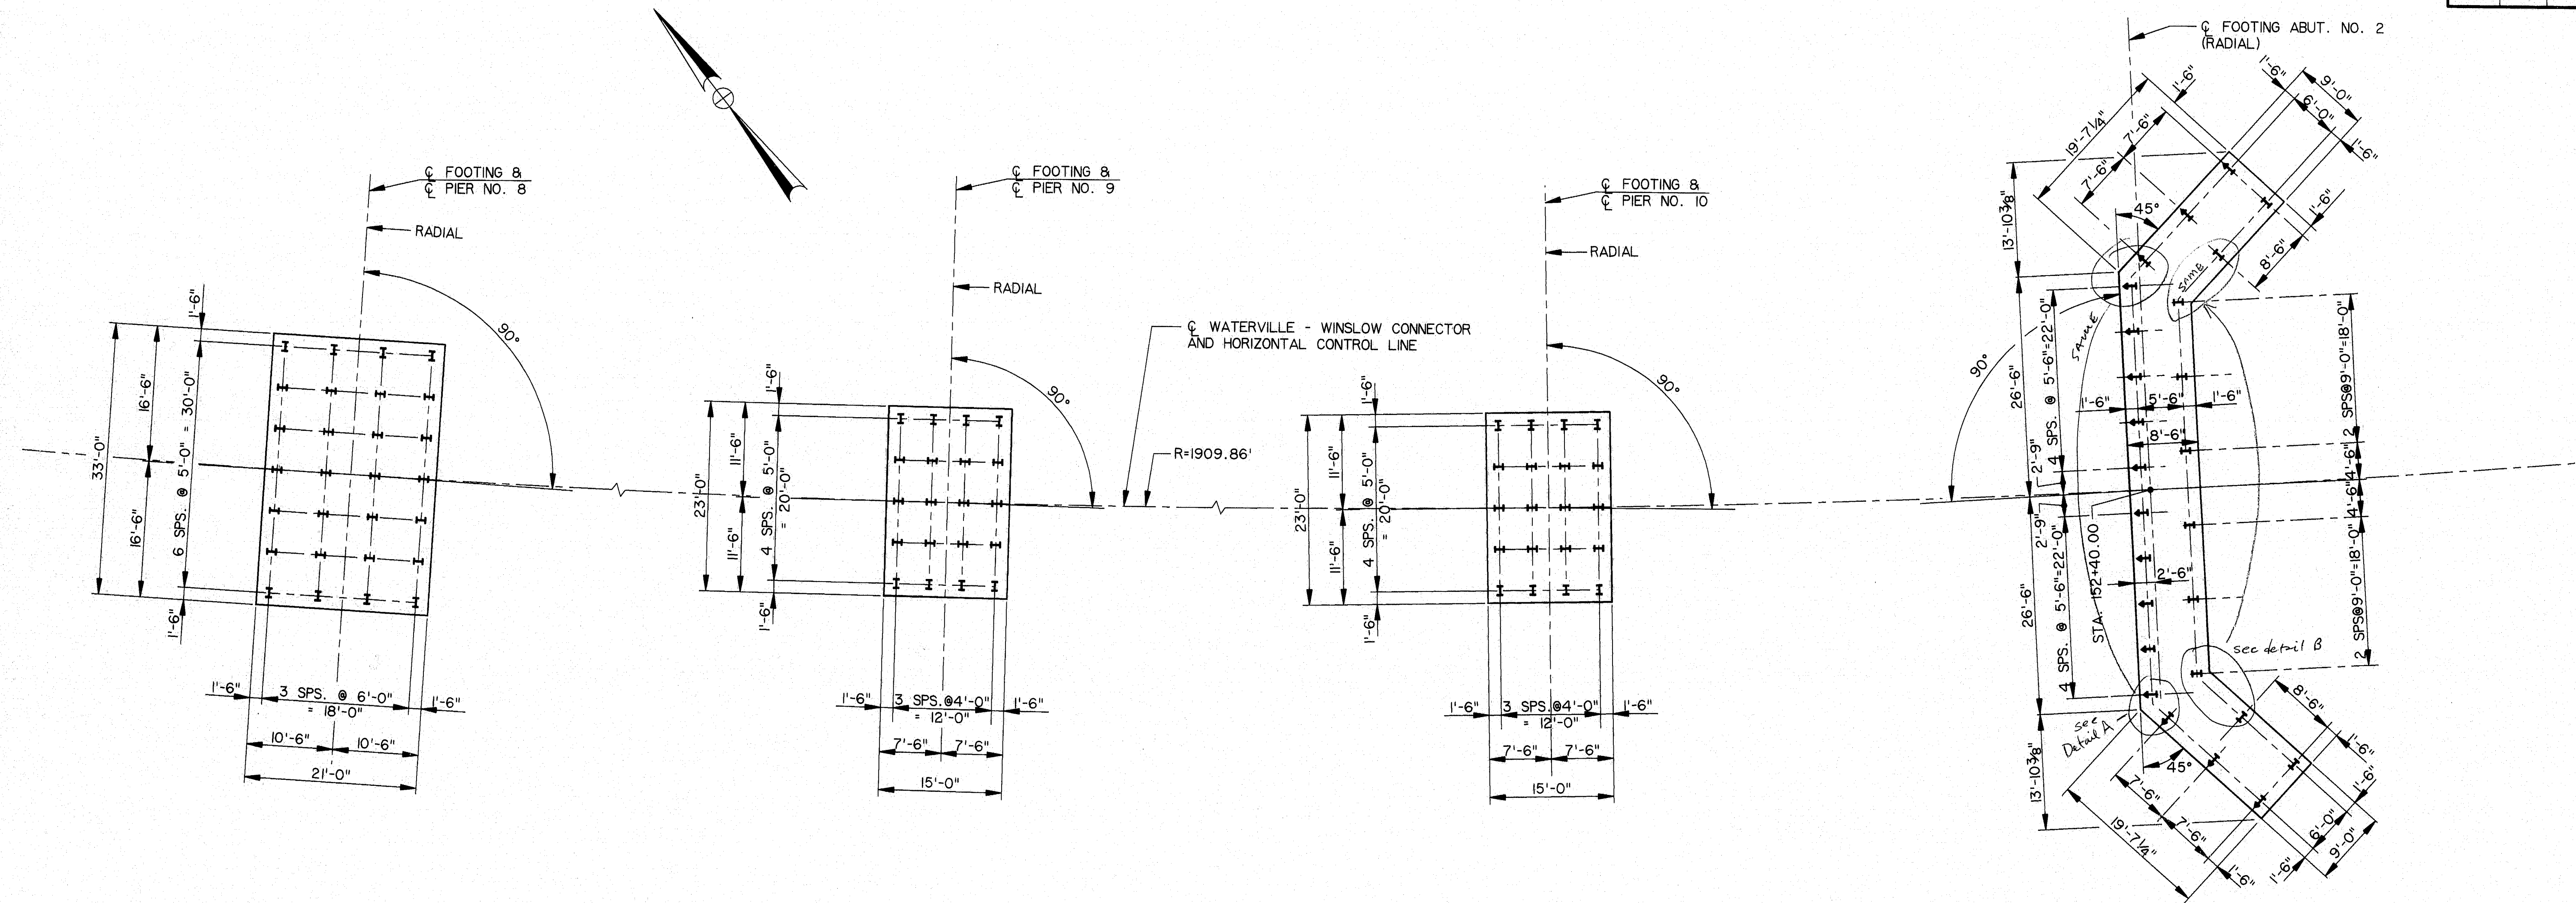 ℄ FOOTING &
℄ PIER NO. 8
RADIAL
90°
1'-6"
16'-6"
33'-0"
6 SPS. @ 5'-0" = 30'-0"
16'-6"
1'-6"
1'-6"
3 SPS. @ 6'-0"
= 18'-0"
1'-6"
10'-6"
10'-6"
21'-0"
℄ FOOTING &
℄ PIER NO. 9
RADIAL
90°
1'-6"
11'-6"
23'-0"
4 SPS. @ 5'-0"
= 20'-0"
11'-6"
1'-6"
1'-6"
3 SPS.@4'-0"
= 12'-0"
1'-6"
7'-6"
7'-6"
15'-0"
℄ WATERVILLE - WINSLOW CONNECTOR
AND HORIZONTAL CONTROL LINE
R=1909.86'
℄ FOOTING &
℄ PIER NO. 10
RADIAL
90°
1'-6"
11'-6"
23'-0"
4 SPS. @ 5'-0"
= 20'-0"
11'-6"
1'-6"
1'-6"
3 SPS.@4'-0"
= 12'-0"
1'-6"
7'-6"
7'-6"
15'-0"
℄ FOOTING ABUT. NO. 2
(RADIAL)
1'-6"
1'-6"
9'-0"
6'-0"
1'-6"
19'-7¼"
7'-6"
7'-6"
1'-6"
8'-6"
13'-10⅜"
45°
SAME
SAME
90°
26'-6"
4 SPS. @ 5'-6"=22'-0"
2'-9"
1'-6"
5'-6"
1'-6"
8'-6"
2 SPS@9'-0"=18'-0"
4'-6"
4'-6"
2 SPS@9'-0"=18'-0"
2'-9"
26'-6"
4 SPS. @ 5'-6"=22'-0"
STA. 152+40.00
2'-6"
see detail B
see
Detail A
13'-10⅜"
45°
8'-6"
1'-6"
1'-6"
7'-6"
7'-6"
19'-7¼"
1'-6"
1'-6"
6'-0"
9'-0"